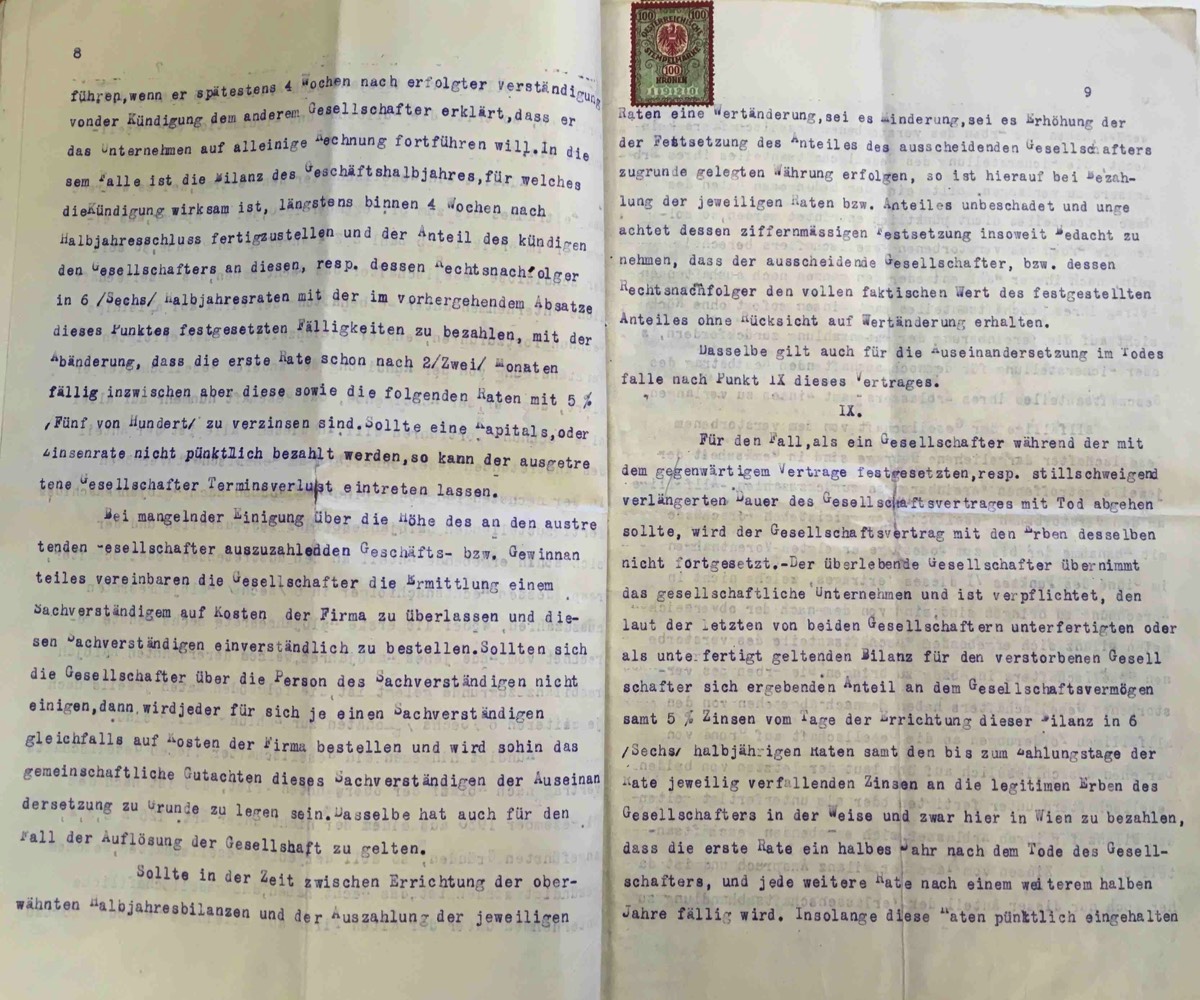 8
führen,wenn er spätestens 4 Wochen nach erfolgter verständigung
vonder Kündigung dem anderem Gesellschafter erklärt,dass er
das Unternehmen auf alleinige Rechnung fortführen will.In die
sem Falle ist die Bilanz des Geschäftshalbjahres,für welches
dieKündigung wirksam ist, längstens binnen 4 Wochen nach
Halbjahresschluss fertigzustellen und der Anteil des kündigen
den Gesellschafters an diesen, resp. dessen Rechtsnachfolger
in 6 /Sechs/ Halbjahresraten mit der im vorhergehendem Absatze
dieses Punktes festgesetzten Fälligkeiten zu bezahlen, mit der
Abänderung, dass die erste Rate schon nach 2/Zwei/ Monaten
fällig inzwischen aber diese sowie die folgenden Raten mit 5 %
/Fünf von Hundert/ zu verzinsen sind.Sollte eine Kapitals,oder
Zinsenrate nicht pünktlich bezahlt werden,so kann der ausgetre
tene Gesellschafter Terminsverlust eintreten lassen.
Bei mangelnder Einigung über die Höhe des an den austre
tenden Gesellschafter auszuzahledden Geschäfts- bzw. Gewinnan
teiles vereinbaren die Gesellschafter die Ermittlung einem
Sachverständigem auf Kosten der Firma zu überlassen und die-
sen Sachverständigen einverständlich zu bestellen.Sollten sich
die Gesellschafter über die Person des Sachverständigen nicht
einigen,dann wirdjeder für sich je einen Sachverständigen
gleichfalls auf Kosten der Firma bestellen und wird sohin das
gemeinschaftliche Gutachten dieses Sachverständigen der Auseinan
dersetzung zu Grunde zu legen sein.Dasselbe hat auch für den
Fall der Auflösung der Gesellshaft zu gelten.
Sollte in der Zeit zwischen Errichtung der ober-
wähnten Halbjahresbilanzen und der Auszahlung der jeweiligen
100 100
OESTERREICHISCHE
STEMPELMARKE
100
KRONEN
9
Raten eine Wertänderung,sei es Minderung,sei es Erhöhung der
der Festsetzung des Anteiles des ausscheidenden Gesellschafters
zugrunde gelegten Währung erfolgen, so ist hierauf bei Bezah-
lung der jeweiligen Raten bzw. Anteiles unbeschadet und unge
achtet dessen ziffernmässigen Festsetzung insoweit Bedacht zu
nehmen, dass der ausscheidende Gesellschafter, bzw. dessen
Rechtsnachfolger den vollen faktischen Wert des festgestellten
Anteiles ohne Rücksicht auf Wertänderung erhalten.
Dasselbe gilt auch für die Auseinandersetzung im Todes
falle nach Punkt IX dieses Vertrages.
IX.
Für den Fall,als ein Gesellschafter während der mit
dem gegenwärtigem Vertrage festgesetzten,resp. stillschweigend
verlängerten Dauer des Gesellschaftsvertrages mit Tod abgehen
sollte, wird der Gesellschaftsvertrag mit den Erben desselben
nicht fortgesetzt.-Der überlebende Gesellschafter übernimmt
das gesellschaftliche Unternehmen und ist verpflichtet, den
laut der letzten von beiden Gesellschaftern unterfertigten oder
als unterfertigt geltenden Bilanz für den verstorbenen Gesell
schafter sich ergebenden Anteil an dem Gesellschaftsvermögen
samt 5 % Zinsen vom Tage der Errichtung dieser Bilanz in 6
/Sechs/ halbjährigen Raten samt den bis zum Zahlungstage der
Rate jeweilig verfallenden Zinsen an die legitimen Erben des
Gesellschafters in der Weise und zwar hier in Wien zu bezahlen,
dass die erste Rate ein halbes Jahr nach dem Tode des Gesell-
schafters, und jede weitere Rate nach einem weiterem halben
Jahre fällig wird. Insolange diese Raten pünktlich eingehalten